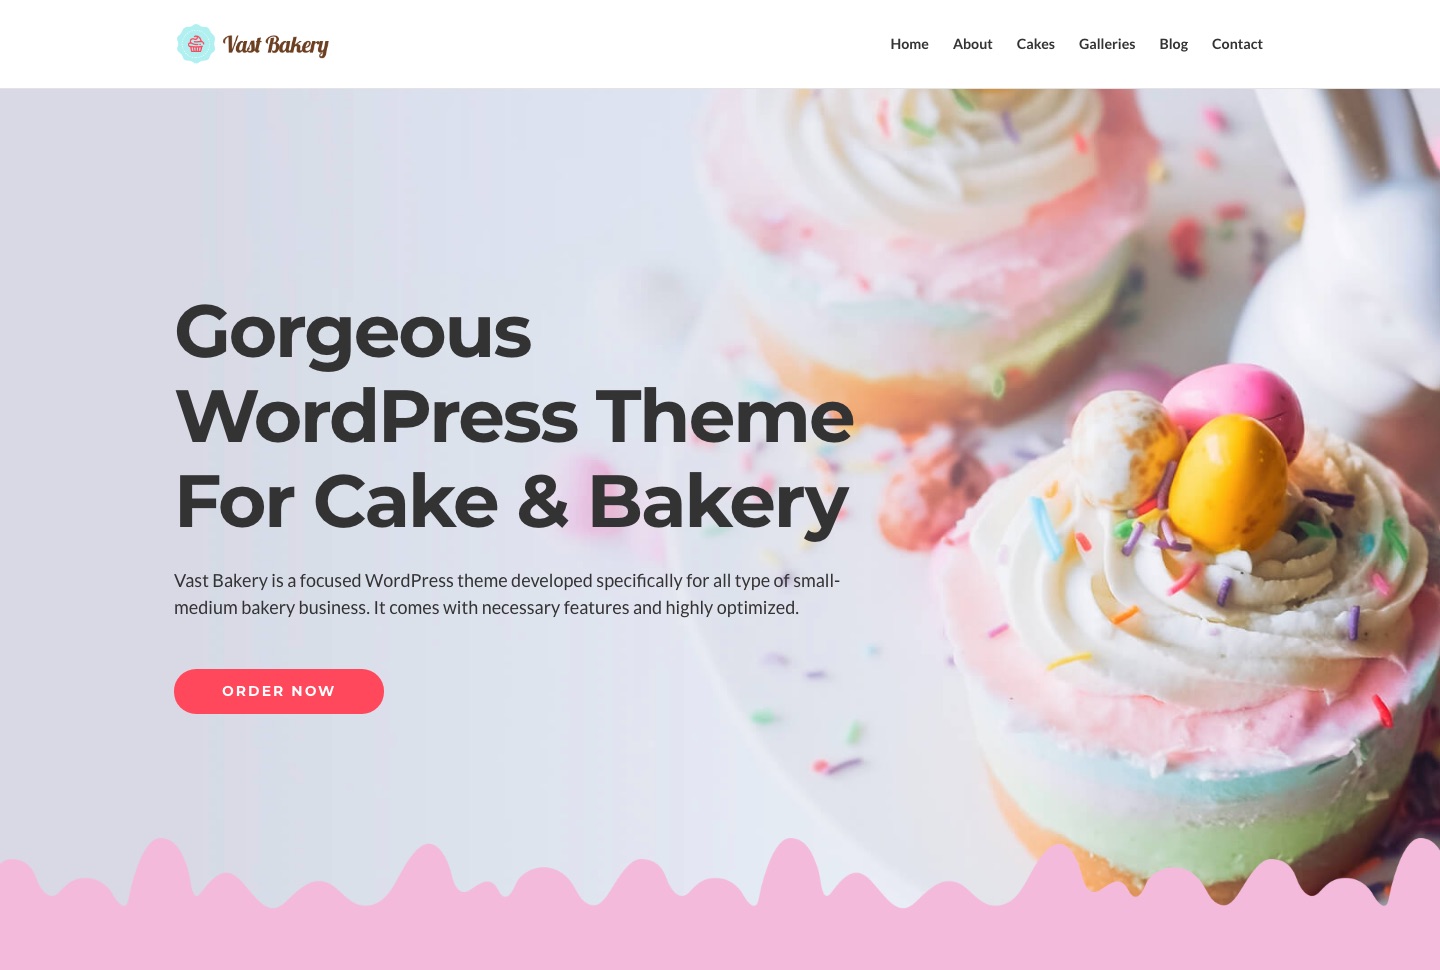 Vast Bakery
Home About Cakes Galleries Blog Contact
Gorgeous
WordPress Theme
For Cake & Bakery
Vast Bakery is a focused WordPress theme developed specifically for all type of small-
medium bakery business. It comes with necessary features and highly optimized.
ORDER NOW